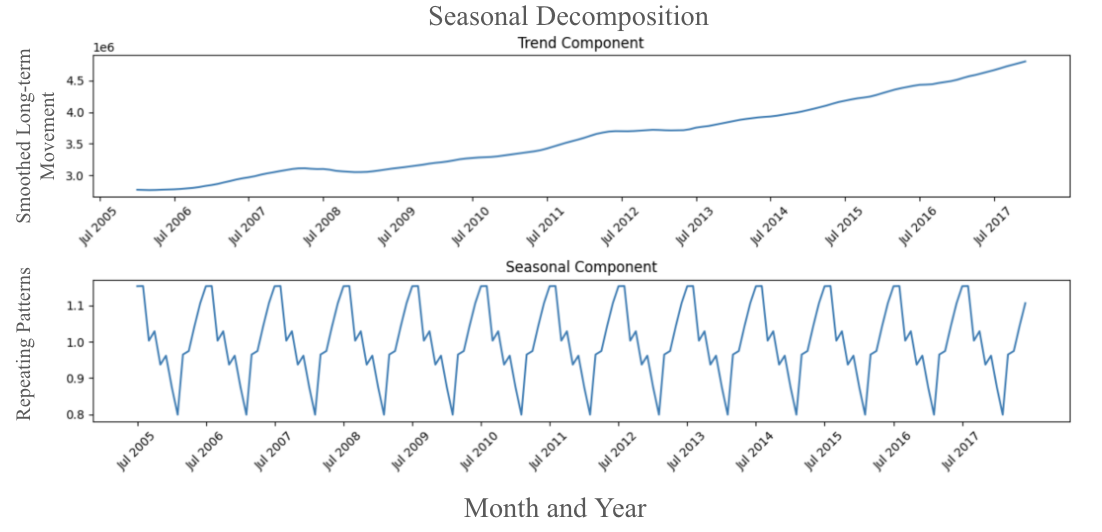 Seasonal Decomposition
Trend Component
1e6
Smoothed Long-term
Movement
4.5
4.0
3.5
3.0
Jul 2005
Jul 2006
Jul 2007
Jul 2008
Jul 2009
Jul 2010
Jul 2011
Jul 2012
Jul 2013
Jul 2014
Jul 2015
Jul 2016
Jul 2017
Seasonal Component
Repeating Patterns
1.1
1.0
0.9
0.8
Jul 2005
Jul 2006
Jul 2007
Jul 2008
Jul 2009
Jul 2010
Jul 2011
Jul 2012
Jul 2013
Jul 2014
Jul 2015
Jul 2016
Jul 2017
Month and Year